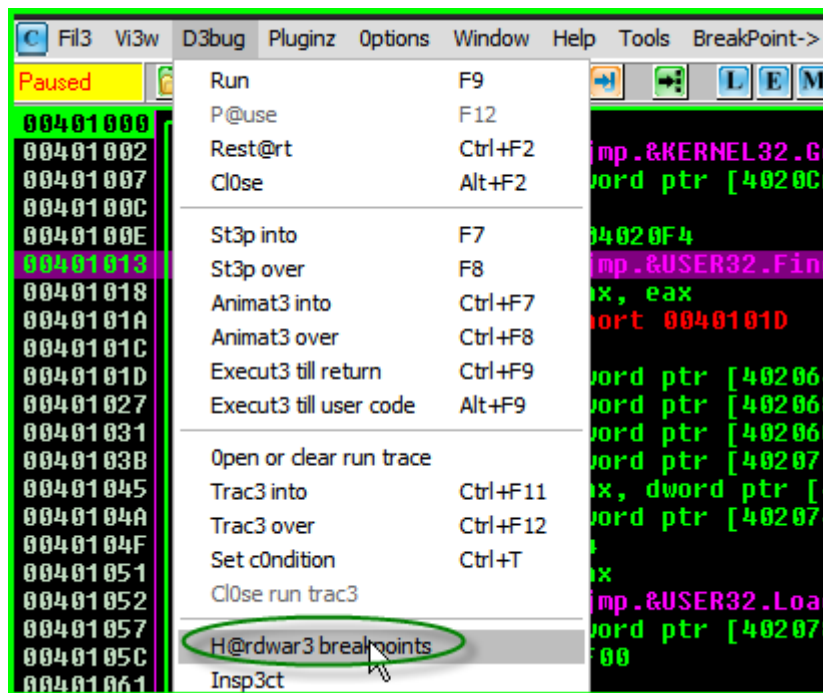 C Fil3 Vi3w D3bug Pluginz 0ptions Window Help Tools BreakPoint->
Paused L E M
Run F9
P@use F12
Rest@rt Ctrl+F2
Cl0se Alt+F2
St3p into F7
St3p over F8
Animat3 into Ctrl+F7
Animat3 over Ctrl+F8
Execut3 till return Ctrl+F9
Execut3 till user code Alt+F9
0pen or clear run trace
Trac3 into Ctrl+F11
Trac3 over Ctrl+F12
Set c0ndition Ctrl+T
Cl0se run trac3
H@rdwar3 breakpoints
Insp3ct
00401000
00401002 jmp.&KERNEL32.G
00401007 word ptr [4020C
0040100C
0040100E 04020F4
00401013 jmp.&USER32.Fin
00401018 ax, eax
0040101A hort 0040101D
0040101C
0040101D word ptr [40206
00401027 word ptr [40206
00401031 word ptr [40206
0040103B word ptr [40207
00401045 ax, dword ptr [
0040104A word ptr [40207
0040104F
00401051
00401052 jmp.&USER32.Loa
00401057 word ptr [40207
0040105C F00
00401061